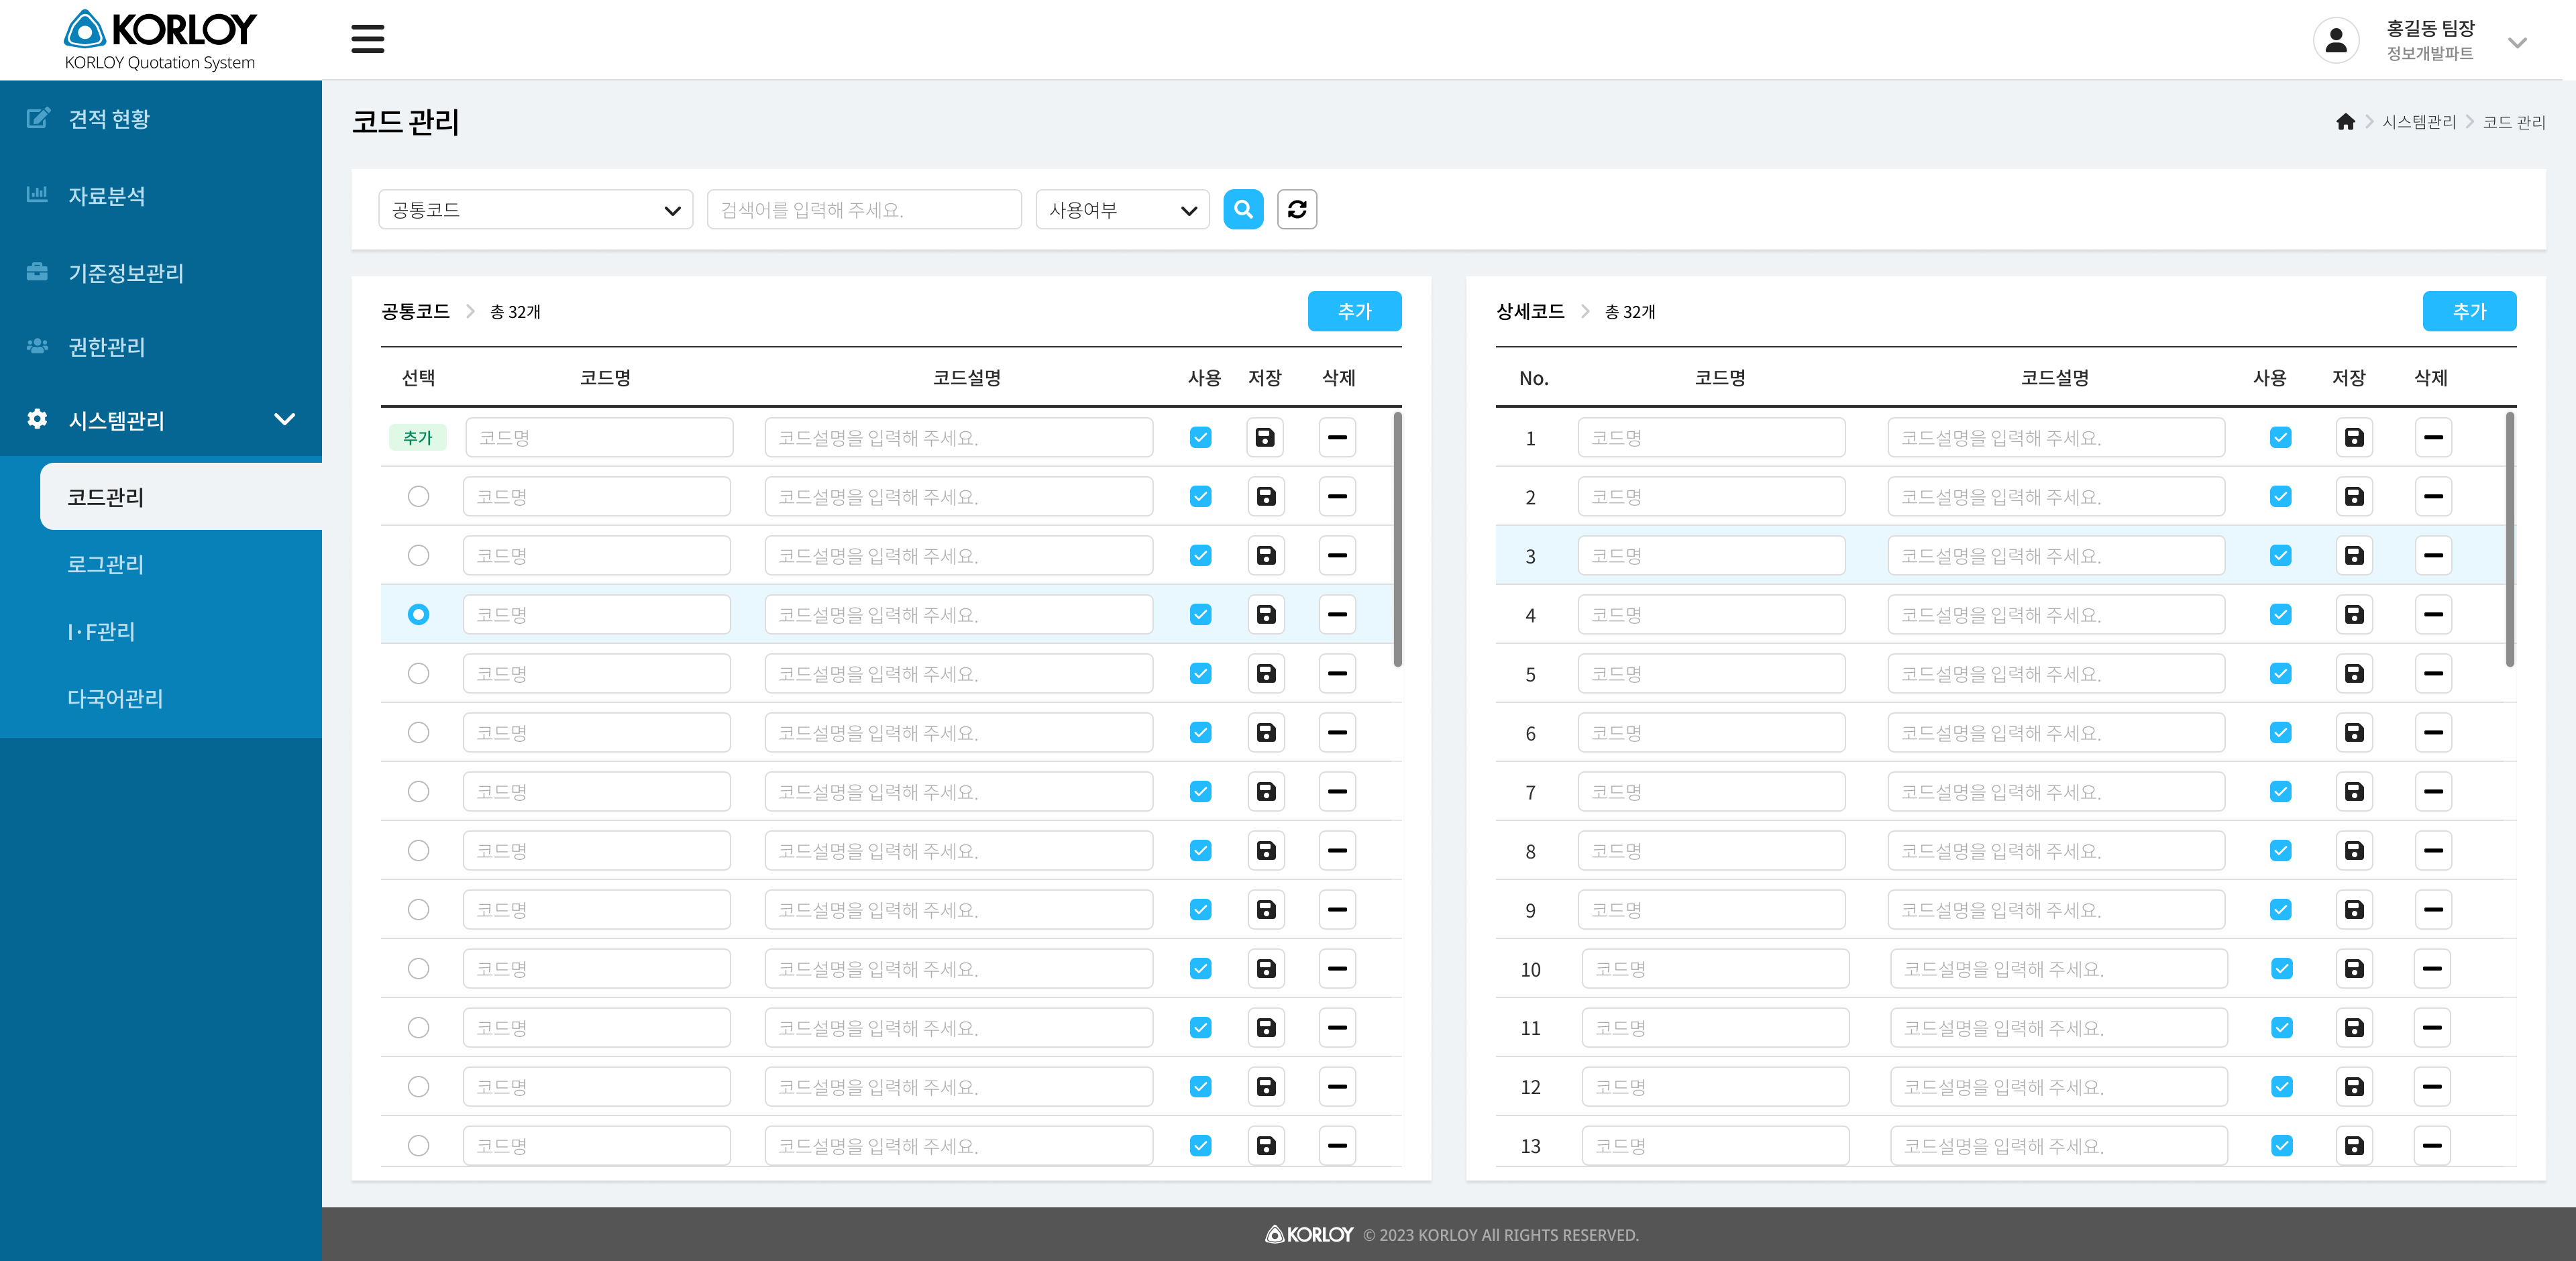 KORLOY
KORLOY Quotation System
홍길동 팀장
정보개발파트
견적 현황
자료분석
기준정보관리
권한관리
시스템관리
코드관리
로그관리
I·F관리
다국어관리
코드 관리
시스템관리 코드 관리
공통코드 검색어를 입력해 주세요. 사용여부
공통코드 총 32개 추가
선택 코드명 코드설명 사용 저장 삭제
추가 코드명 코드설명을 입력해 주세요.
코드명 코드설명을 입력해 주세요.
코드명 코드설명을 입력해 주세요.
코드명 코드설명을 입력해 주세요.
코드명 코드설명을 입력해 주세요.
코드명 코드설명을 입력해 주세요.
코드명 코드설명을 입력해 주세요.
코드명 코드설명을 입력해 주세요.
코드명 코드설명을 입력해 주세요.
코드명 코드설명을 입력해 주세요.
코드명 코드설명을 입력해 주세요.
코드명 코드설명을 입력해 주세요.
코드명 코드설명을 입력해 주세요.
상세코드 총 32개 추가
No. 코드명 코드설명 사용 저장 삭제
1 코드명 코드설명을 입력해 주세요.
2 코드명 코드설명을 입력해 주세요.
3 코드명 코드설명을 입력해 주세요.
4 코드명 코드설명을 입력해 주세요.
5 코드명 코드설명을 입력해 주세요.
6 코드명 코드설명을 입력해 주세요.
7 코드명 코드설명을 입력해 주세요.
8 코드명 코드설명을 입력해 주세요.
9 코드명 코드설명을 입력해 주세요.
10 코드명 코드설명을 입력해 주세요.
11 코드명 코드설명을 입력해 주세요.
12 코드명 코드설명을 입력해 주세요.
13 코드명 코드설명을 입력해 주세요.
KORLOY © 2023 KORLOY All RIGHTS RESERVED.